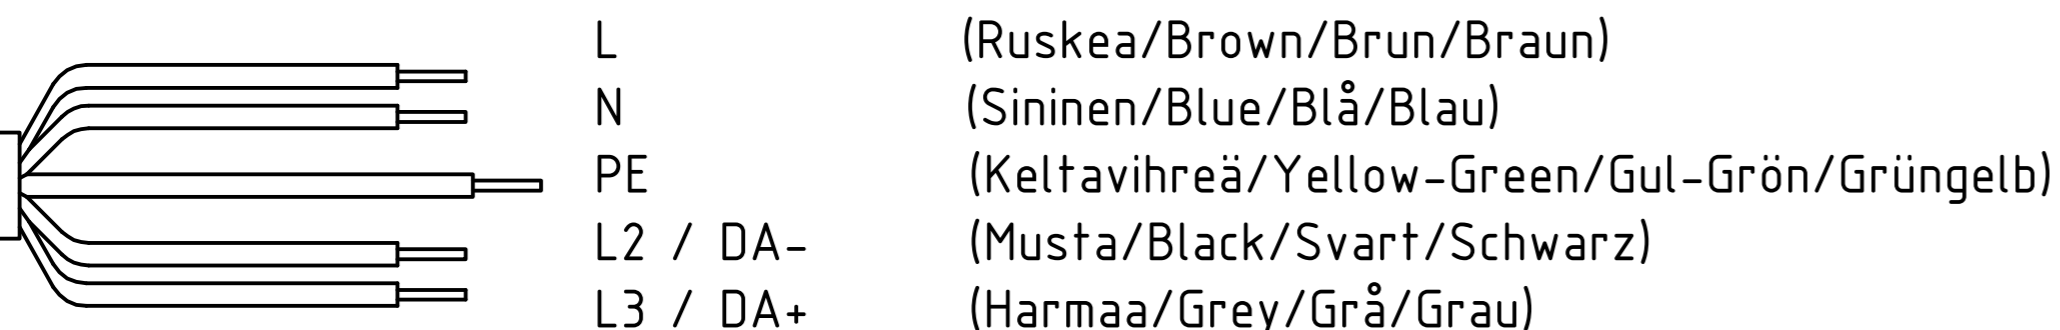 L (Ruskea/Brown/Brun/Braun)
N (Sininen/Blue/Blå/Blau)
PE (Keltavihreä/Yellow-Green/Gul-Grön/Grüngelb)
L2 / DA- (Musta/Black/Svart/Schwarz)
L3 / DA+ (Harmaa/Grey/Grå/Grau)